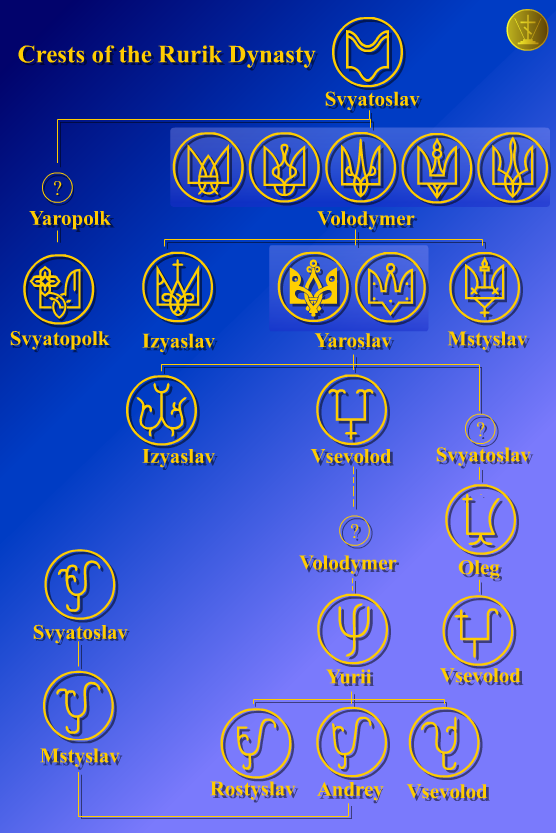 Crests of the Rurik Dynasty
Svyatoslav
?
Yaropolk
Volodymer
Svyatopolk
Izyaslav
Yaroslav
Mstyslav
Izyaslav
Vsevolod
?
Svyatoslav
?
Volodymer
Oleg
Svyatoslav
Yurii
Vsevolod
Mstyslav
Rostyslav
Andrey
Vsevolod